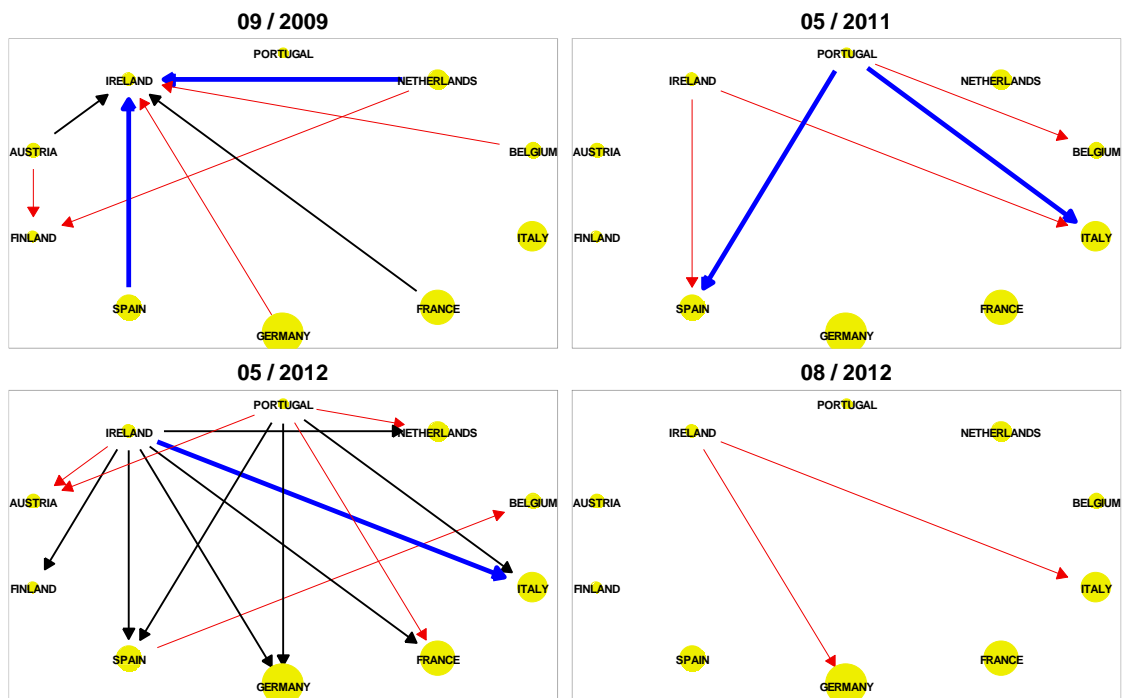 09 / 2009
PORTUGAL
IRELAND
NETHERLANDS
AUSTRIA
BELGIUM
FINLAND
ITALY
SPAIN
FRANCE
GERMANY
05 / 2011
PORTUGAL
IRELAND
NETHERLANDS
AUSTRIA
BELGIUM
FINLAND
ITALY
SPAIN
FRANCE
GERMANY
05 / 2012
PORTUGAL
IRELAND
NETHERLANDS
AUSTRIA
BELGIUM
FINLAND
ITALY
SPAIN
FRANCE
GERMANY
08 / 2012
PORTUGAL
IRELAND
NETHERLANDS
AUSTRIA
BELGIUM
FINLAND
ITALY
SPAIN
FRANCE
GERMANY